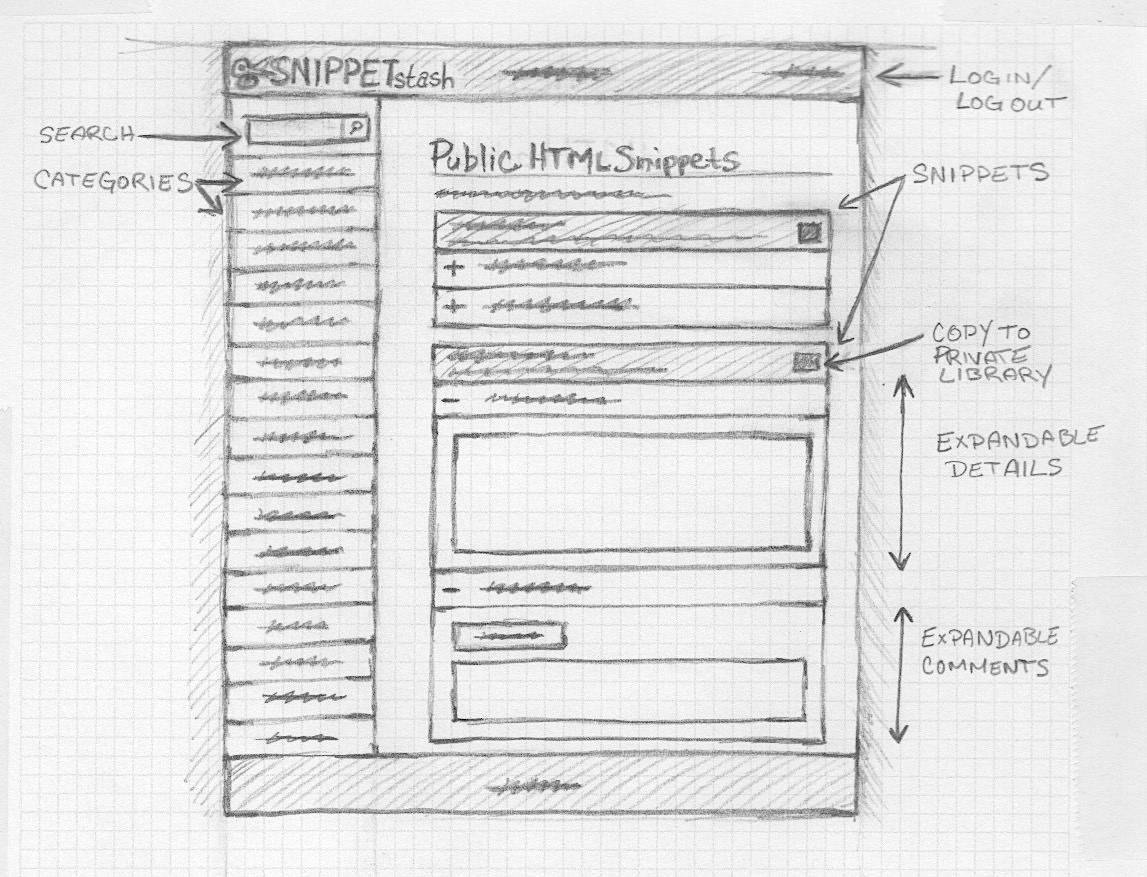 SNIPPETstash
LOGIN/
LOG OUT
SEARCH
CATEGORIES
Public HTML Snippets
SNIPPETS
COPY TO
PRIVATE
LIBRARY
EXPANDABLE
DETAILS
EXPANDABLE
COMMENTS